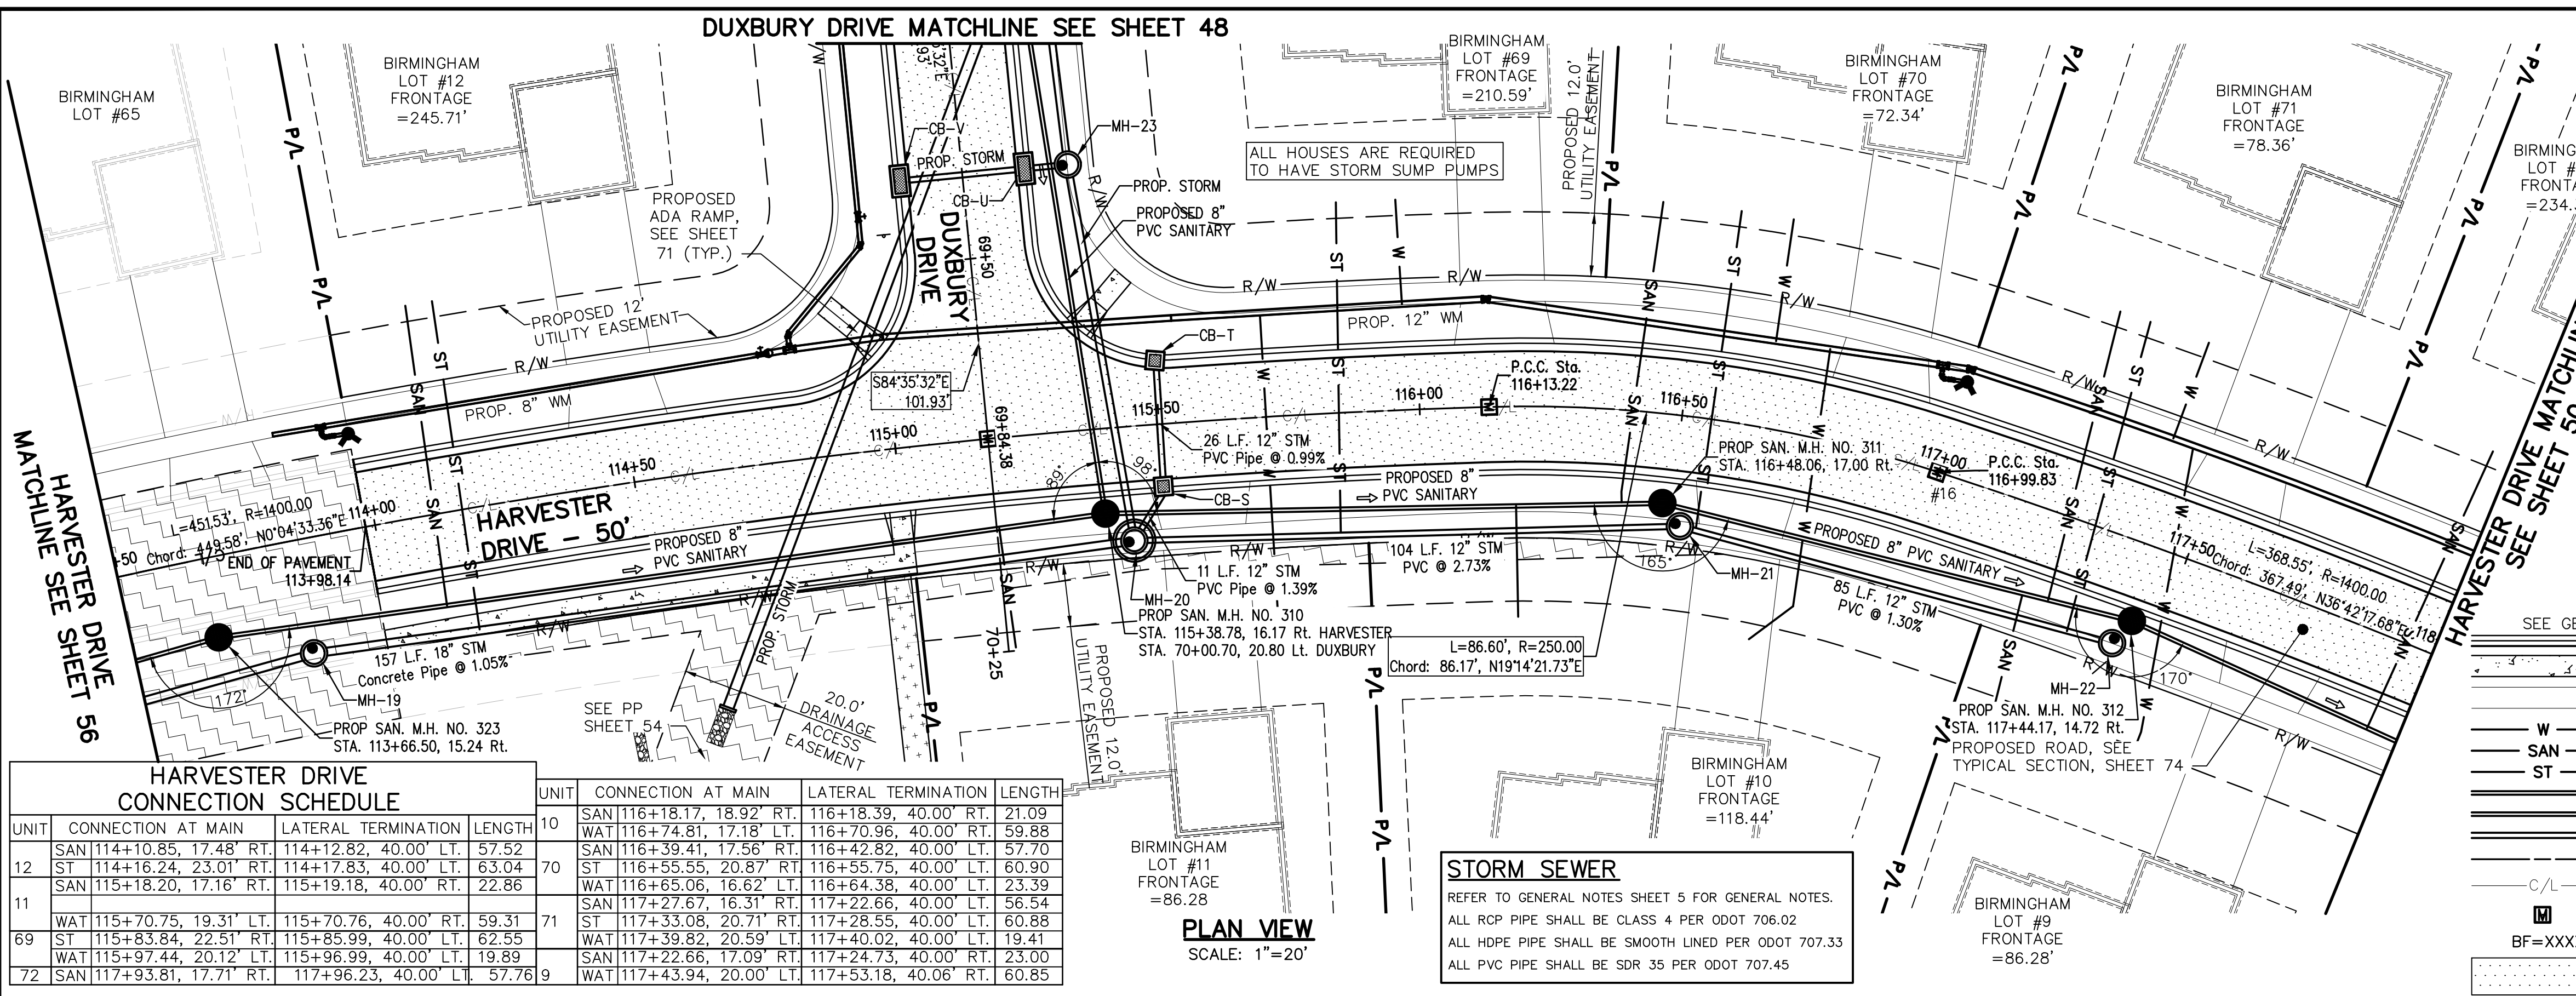 DUXBURY DRIVE MATCHLINE SEE SHEET 48
BIRMINGHAM
LOT #65
P/L
BIRMINGHAM
LOT #12
FRONTAGE
=245.71'
PROPOSED
ADA RAMP,
SEE SHEET
71 (TYP.)
PROPOSED 12'
UTILITY EASEMENT
R/W
CB-V
PROP. STORM
CB-U
MH-23
PROP. STORM
PROPOSED 8"
PVC SANITARY
DUXBURY
DRIVE
69+50
C/L
ALL HOUSES ARE REQUIRED
TO HAVE STORM SUMP PUMPS
BIRMINGHAM
LOT #69
FRONTAGE
=210.59'
PROPOSED 12.0'
UTILITY EASEMENT
P/L
BIRMINGHAM
LOT #70
FRONTAGE
=72.34'
P/L
BIRMINGHAM
LOT #71
FRONTAGE
=78.36'
P/L
PROP. 8" WM
PROP. 12" WM
R/W
R/W
R/W
R/W
R/W
SAN
ST
ST
W
SAN
ST
W
SAN
ST
W
CB-T
S84°35'32"E
101.93'
69+84.38
115+50
116+00
P.C.C. Sta.
116+13.22
116+50
26 L.F. 12" STM
PVC Pipe @ 0.99%
PROP SAN. M.H. NO. 311
STA. 116+48.06, 17.00 Rt.
117+00
P.C.C. Sta.
116+99.83
#16
115+00
114+50
114+00
L=451.53', R=1400.00
Chord: 449.58', N0°04'33.36"E
END OF PAVEMENT
113+98.14
HARVESTER
DRIVE - 50'
PROPOSED 8"
PVC SANITARY
89°
98°
CB-S
PROPOSED 8"
PVC SANITARY
104 L.F. 12" STM
PVC @ 2.73%
165°
MH-21
PROPOSED 8" PVC SANITARY
117+50
L=368.55', R=1400.00
Chord: 367.49', N36°42'17.68"E
118
HARVESTER DRIVE
MATCHLINE SEE SHEET 56
HARVESTER DRIVE MATCHLINE
SEE SHEET 50
11 L.F. 12" STM
PVC Pipe @ 1.39%
MH-20
PROP SAN. M.H. NO. 310
STA. 115+38.78, 16.17 Rt. HARVESTER
STA. 70+00.70, 20.80 Lt. DUXBURY
L=86.60', R=250.00
Chord: 86.17', N19°14'21.73"E
85 L.F. 12" STM
PVC @ 1.30%
SAN
70+25
157 L.F. 18" STM
Concrete Pipe @ 1.05%
172°
MH-19
PROP SAN. M.H. NO. 323
STA. 113+66.50, 15.24 Rt.
PROP. STORM
SEE PP
SHEET 54
20.0'
DRAINAGE
ACCESS
EASEMENT
P/L
PROPOSED 12.0'
UTILITY EASEMENT
P/L
MH-22
170°
PROP SAN. M.H. NO. 312
STA. 117+44.17, 14.72 Rt.
PROPOSED ROAD, SEE
TYPICAL SECTION, SHEET 74
SEE GE
W
SAN
ST
C/L
M
BF=XXX
BIRMINGHAM
LOT #11
FRONTAGE
=86.28
BIRMINGHAM
LOT #10
FRONTAGE
=118.44'
BIRMINGHAM
LOT #9
FRONTAGE
=86.28'
PLAN VIEW
SCALE: 1"=20'
STORM SEWER
REFER TO GENERAL NOTES SHEET 5 FOR GENERAL NOTES.
ALL RCP PIPE SHALL BE CLASS 4 PER ODOT 706.02
ALL HDPE PIPE SHALL BE SMOOTH LINED PER ODOT 707.33
ALL PVC PIPE SHALL BE SDR 35 PER ODOT 707.45
HARVESTER DRIVE
CONNECTION SCHEDULE
UNIT CONNECTION AT MAIN LATERAL TERMINATION LENGTH
12 SAN 114+10.85, 17.48' RT. 114+12.82, 40.00' LT. 57.52
ST 114+16.24, 23.01' RT. 114+17.83, 40.00' LT. 63.04
11 SAN 115+18.20, 17.16' RT. 115+19.18, 40.00' RT. 22.86
WAT 115+70.75, 19.31' LT. 115+70.76, 40.00' RT. 59.31
69 ST 115+83.84, 22.51' RT. 115+85.99, 40.00' LT. 62.55
WAT 115+97.44, 20.12' LT. 115+96.99, 40.00' LT. 19.89
72 SAN 117+93.81, 17.71' RT. 117+96.23, 40.00' LT. 57.76
UNIT CONNECTION AT MAIN LATERAL TERMINATION LENGTH
10 SAN 116+18.17, 18.92' RT. 116+18.39, 40.00' RT. 21.09
WAT 116+74.81, 17.18' LT. 116+70.96, 40.00' RT. 59.88
70 SAN 116+39.41, 17.56' RT. 116+42.82, 40.00' LT. 57.70
ST 116+55.55, 20.87' RT. 116+55.75, 40.00' LT. 60.90
WAT 116+65.06, 16.62' LT. 116+64.38, 40.00' LT. 23.39
71 SAN 117+27.67, 16.31' RT. 117+22.66, 40.00' LT. 56.54
ST 117+33.08, 20.71' RT. 117+28.55, 40.00' LT. 60.88
WAT 117+39.82, 20.59' LT. 117+40.02, 40.00' LT. 19.41
9 SAN 117+22.66, 17.09' RT. 117+24.73, 40.00' RT. 23.00
WAT 117+43.94, 20.00' LT. 117+53.18, 40.06' RT. 60.85